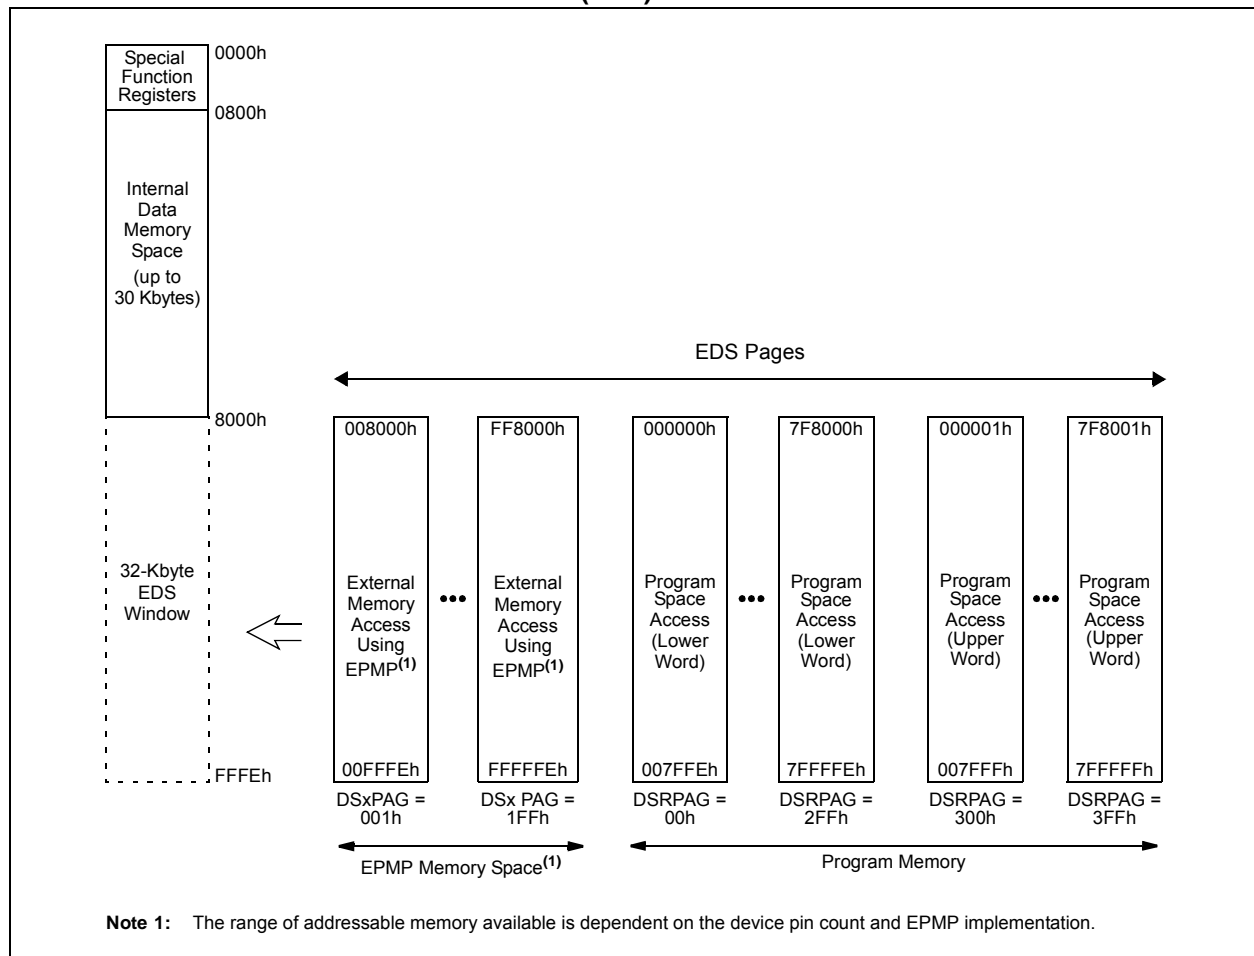 Special
Function
Registers
0000h
0800h
Internal
Data
Memory
Space
(up to
30 Kbytes)
EDS Pages
8000h
008000h
FF8000h
000000h
7F8000h
000001h
7F8001h
32-Kbyte
EDS
Window
External
Memory
Access
Using
EPMP(1)
•••
External
Memory
Access
Using
EPMP(1)
Program
Space
Access
(Lower
Word)
•••
Program
Space
Access
(Lower
Word)
Program
Space
Access
(Upper
Word)
•••
Program
Space
Access
(Upper
Word)
FFFEh
00FFFEh
FFFFFEh
007FFEh
7FFFFEh
007FFFh
7FFFFFh
DSxPAG =
001h
DSx PAG =
1FFh
DSRPAG =
00h
DSRPAG =
2FFh
DSRPAG =
300h
DSRPAG =
3FFh
EPMP Memory Space(1)
Program Memory
Note 1: The range of addressable memory available is dependent on the device pin count and EPMP implementation.